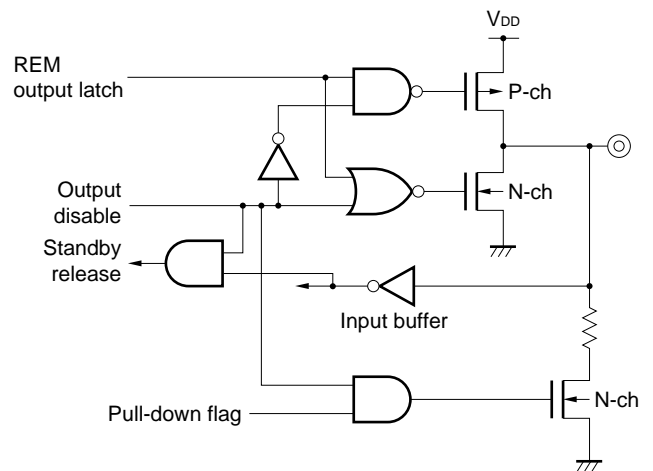 VDD
REM
output latch
P-ch
Output
disable
N-ch
Standby
release
Input buffer
N-ch
Pull-down flag